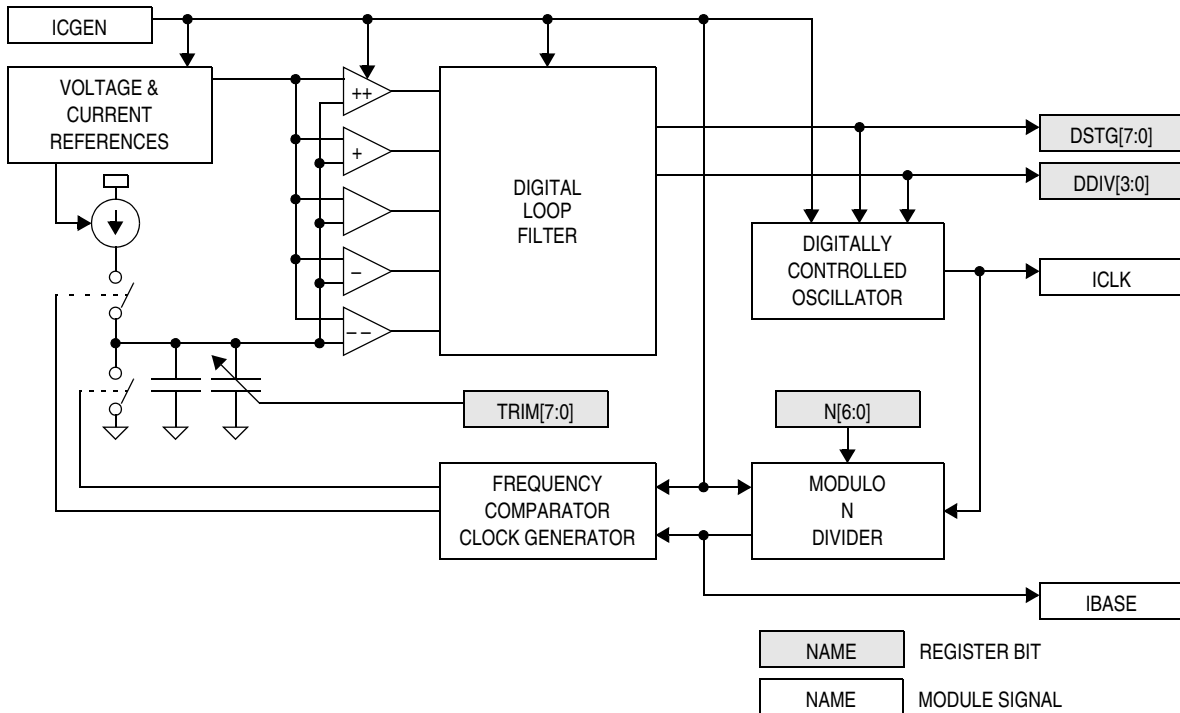 ICGEN
VOLTAGE &
CURRENT
REFERENCES
++
+
–
– –
DIGITAL
LOOP
FILTER
DSTG[7:0]
DDIV[3:0]
DIGITALLY
CONTROLLED
OSCILLATOR
ICLK
TRIM[7:0]
N[6:0]
FREQUENCY
COMPARATOR
CLOCK GENERATOR
MODULO
N
DIVIDER
IBASE
NAME
REGISTER BIT
NAME
MODULE SIGNAL